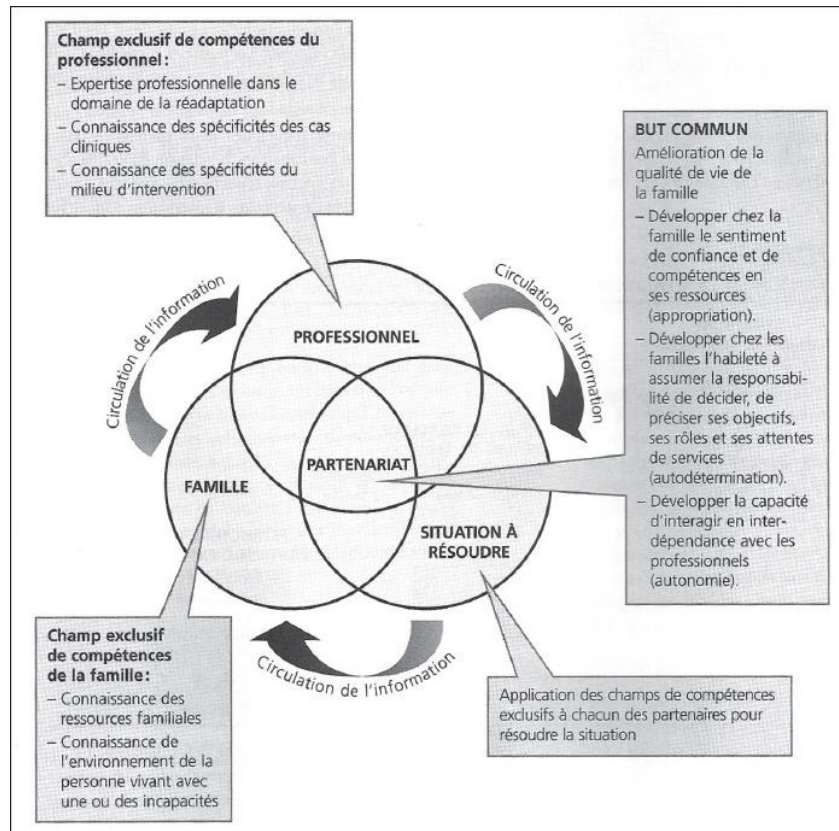 Champ exclusif de compétences du
professionnel :
– Expertise professionnelle dans le
domaine de la réadaptation
– Connaissance des spécificités des cas
cliniques
– Connaissance des spécificités du
milieu d'intervention
BUT COMMUN
Amélioration de la
qualité de vie de
la famille
– Développer chez la
famille le sentiment
de confiance et de
compétences en
ses ressources
(appropriation).
– Développer chez les
familles l'habileté à
assumer la responsabi-
lité de décider, de
préciser ses objectifs,
ses rôles et ses attentes
de services
(autodétermination).
– Développer la capacité
d'interagir en inter-
dépendance avec les
professionnels
(autonomie).
Circulation de l'information
Circulation de l'information
PROFESSIONNEL
PARTENARIAT
FAMILLE
SITUATION À
RÉSOUDRE
Circulation de l'information
Champ exclusif
de compétences
de la famille :
– Connaissance des
ressources familiales
– Connaissance de
l'environnement de la
personne vivant avec
une ou des incapacités
Application des champs de compétences
exclusifs à chacun des partenaires pour
résoudre la situation